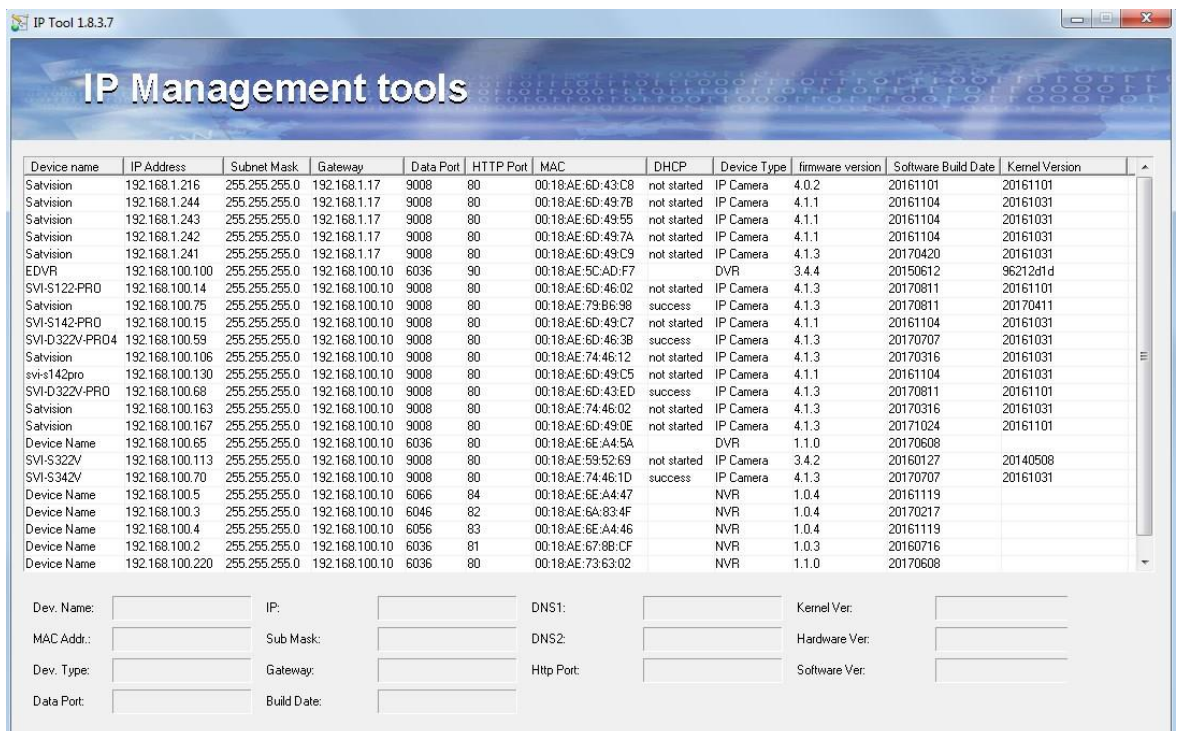 IP Tool 1.8.3.7
IP Management tools
Device name IP Address Subnet Mask Gateway Data Port HTTP Port MAC DHCP Device Type firmware version Software Build Date Kernel Version
Satvision 192.168.1.216 255.255.255.0 192.168.1.17 9008 80 00:18:AE:6D:43:C8 not started IP Camera 4.0.2 20161101 20161101
Satvision 192.168.1.244 255.255.255.0 192.168.1.17 9008 80 00:18:AE:6D:49:7B not started IP Camera 4.1.1 20161104 20161031
Satvision 192.168.1.243 255.255.255.0 192.168.1.17 9008 80 00:18:AE:6D:49:55 not started IP Camera 4.1.1 20161104 20161031
Satvision 192.168.1.242 255.255.255.0 192.168.1.17 9008 80 00:18:AE:6D:49:7A not started IP Camera 4.1.1 20161104 20161031
Satvision 192.168.1.241 255.255.255.0 192.168.1.17 9008 80 00:18:AE:6D:49:C9 not started IP Camera 4.1.3 20170420 20161031
EDVR 192.168.100.100 255.255.255.0 192.168.100.10 6036 90 00:18:AE:5C:AD:F7 DVR 3.4.4 20150612 96212d1d
SVI-S122-PRO 192.168.100.14 255.255.255.0 192.168.100.10 9008 80 00:18:AE:6D:46:02 not started IP Camera 4.1.3 20170811 20161101
Satvision 192.168.100.75 255.255.255.0 192.168.100.10 9008 80 00:18:AE:79:B6:98 success IP Camera 4.1.3 20170811 20170411
SVI-S142-PRO 192.168.100.15 255.255.255.0 192.168.100.10 9008 80 00:18:AE:6D:49:C7 not started IP Camera 4.1.1 20161104 20161031
SVI-D322V-PRO4 192.168.100.59 255.255.255.0 192.168.100.10 9008 80 00:18:AE:6D:46:3B success IP Camera 4.1.3 20170707 20161031
Satvision 192.168.100.106 255.255.255.0 192.168.100.10 9008 80 00:18:AE:74:46:12 not started IP Camera 4.1.3 20170316 20161031
svi-s142pro 192.168.100.130 255.255.255.0 192.168.100.10 9008 80 00:18:AE:6D:49:C5 not started IP Camera 4.1.1 20161104 20161031
SVI-D322V-PRO 192.168.100.68 255.255.255.0 192.168.100.10 9008 80 00:18:AE:6D:43:ED success IP Camera 4.1.3 20170811 20161101
Satvision 192.168.100.163 255.255.255.0 192.168.100.10 9008 80 00:18:AE:74:46:02 not started IP Camera 4.1.3 20170316 20161031
Satvision 192.168.100.167 255.255.255.0 192.168.100.10 9008 80 00:18:AE:6D:49:0E not started IP Camera 4.1.3 20171024 20161101
Device Name 192.168.100.65 255.255.255.0 192.168.100.10 6036 80 00:18:AE:6E:A4:5A DVR 1.1.0 20170608
SVI-S322V 192.168.100.113 255.255.255.0 192.168.100.10 9008 80 00:18:AE:59:52:69 not started IP Camera 3.4.2 20160127 20140508
SVI-S342V 192.168.100.70 255.255.255.0 192.168.100.10 9008 80 00:18:AE:74:46:1D success IP Camera 4.1.3 20170707 20161031
Device Name 192.168.100.5 255.255.255.0 192.168.100.10 6066 84 00:18:AE:6E:A4:47 NVR 1.0.4 20161119
Device Name 192.168.100.3 255.255.255.0 192.168.100.10 6046 82 00:18:AE:6A:83:4F NVR 1.0.4 20170217
Device Name 192.168.100.4 255.255.255.0 192.168.100.10 6056 83 00:18:AE:6E:A4:46 NVR 1.0.4 20161119
Device Name 192.168.100.2 255.255.255.0 192.168.100.10 6036 81 00:18:AE:67:8B:CF NVR 1.0.3 20160716
Device Name 192.168.100.220 255.255.255.0 192.168.100.10 6036 80 00:18:AE:73:63:02 NVR 1.1.0 20170608
Dev. Name: IP: DNS1: Kernel Ver:
MAC Addr.: Sub Mask: DNS2: Hardware Ver:
Dev. Type: Gateway: Http Port: Software Ver:
Data Port: Build Date: